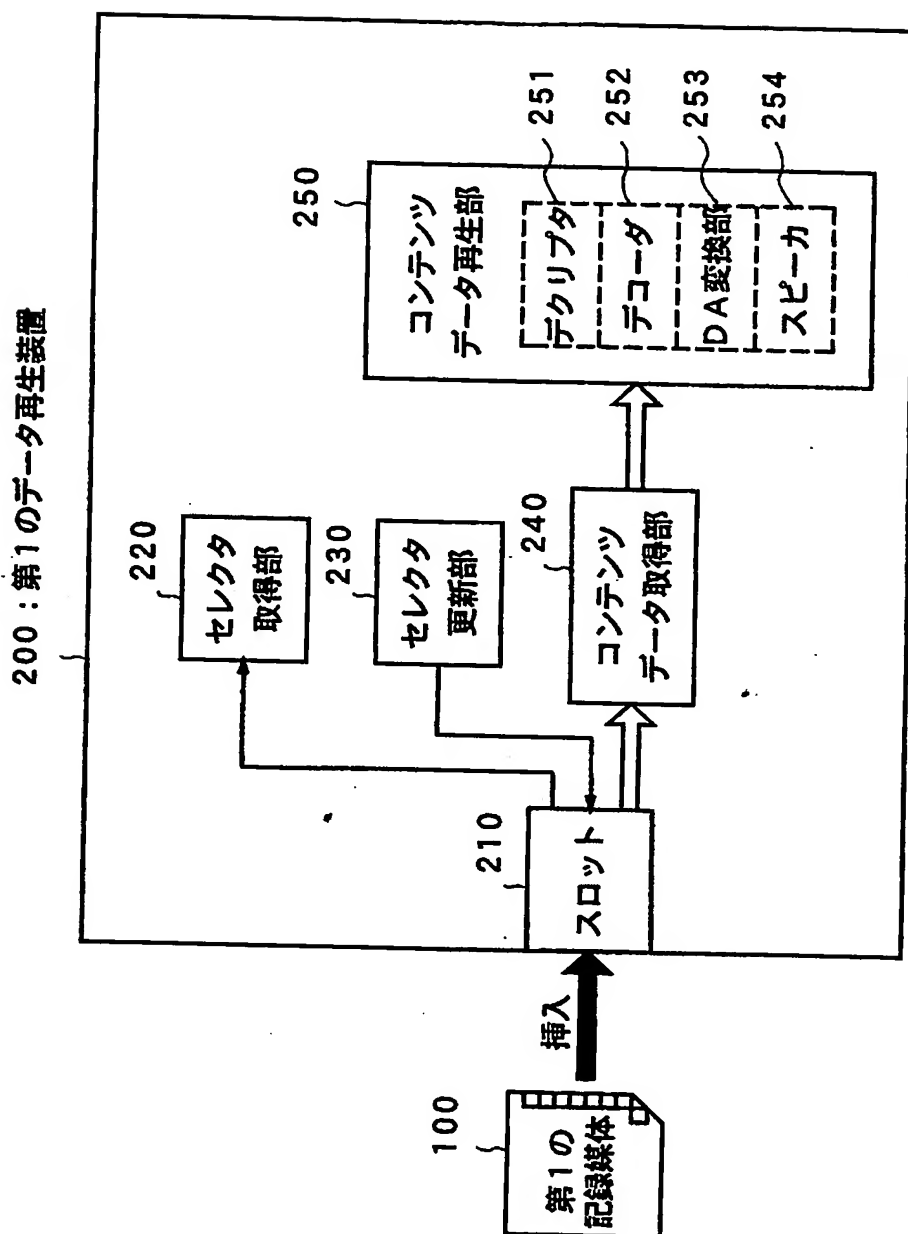 200：第1のデータ再生装置
100
第1の
記録媒体
挿入
210
スロット
220
セレクタ
取得部
230
セレクタ
更新部
240
コンテンツ
データ取得部
250
コンテンツ
データ再生部
デクリプタ
251
デコーダ
252
DA変換部
253
スピーカ
254